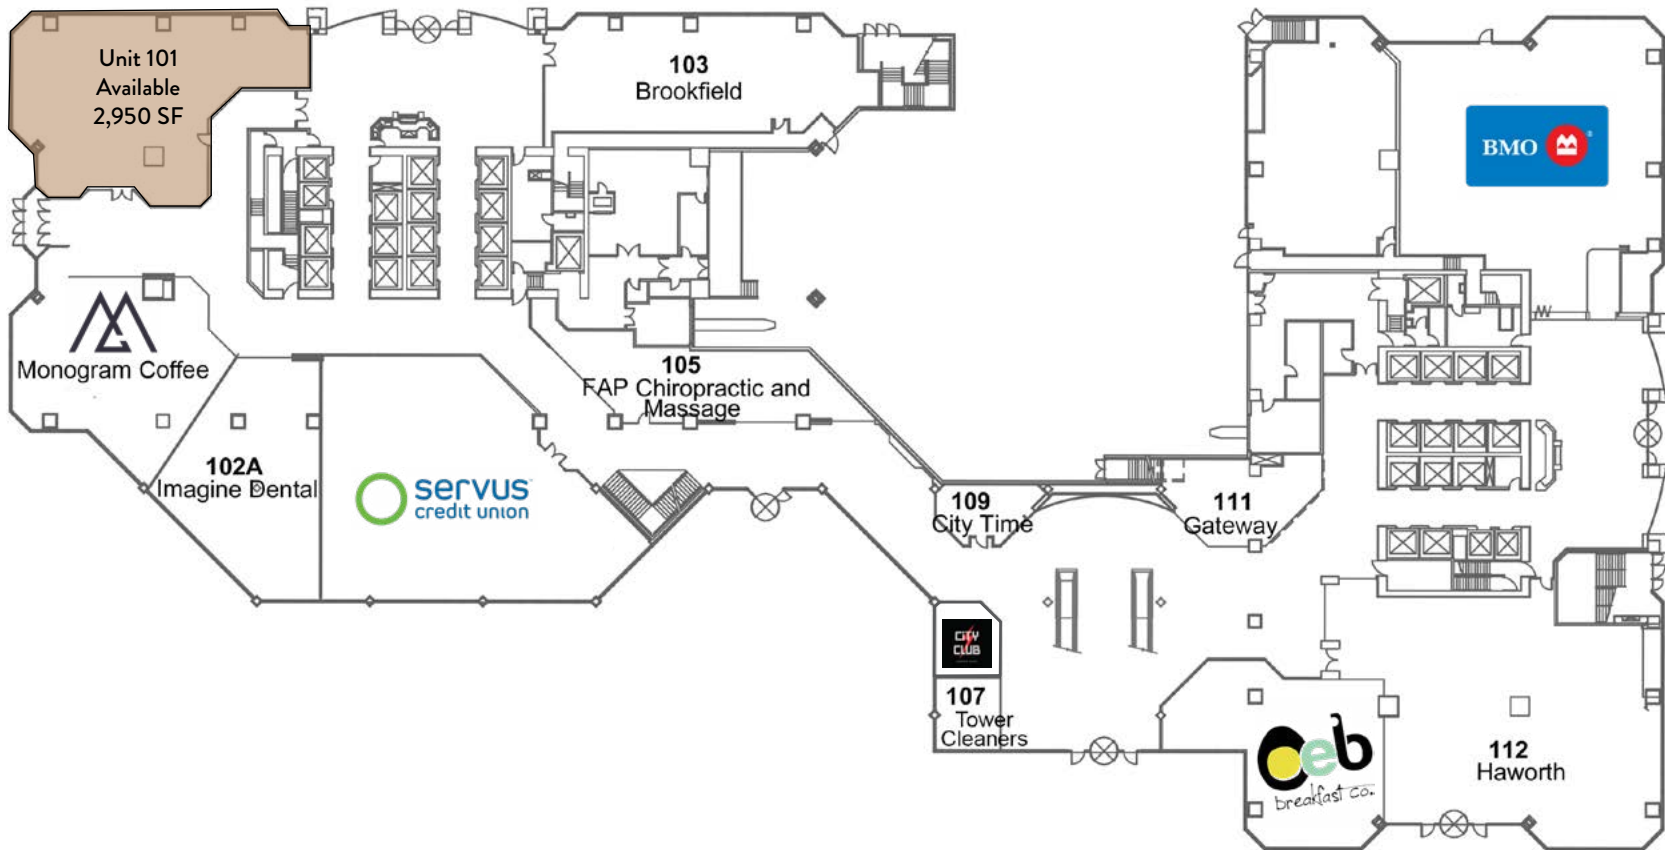 Unit 101
Available
2,950 SF
103
Brookfield
BMO
Monogram Coffee
105
FAP Chiropractic and
Massage
102A
Imagine Dental
servus
credit union
109
City Time
111
Gateway
CITY
CLUB
107
Tower
Cleaners
oeb
breakfast co.
112
Haworth